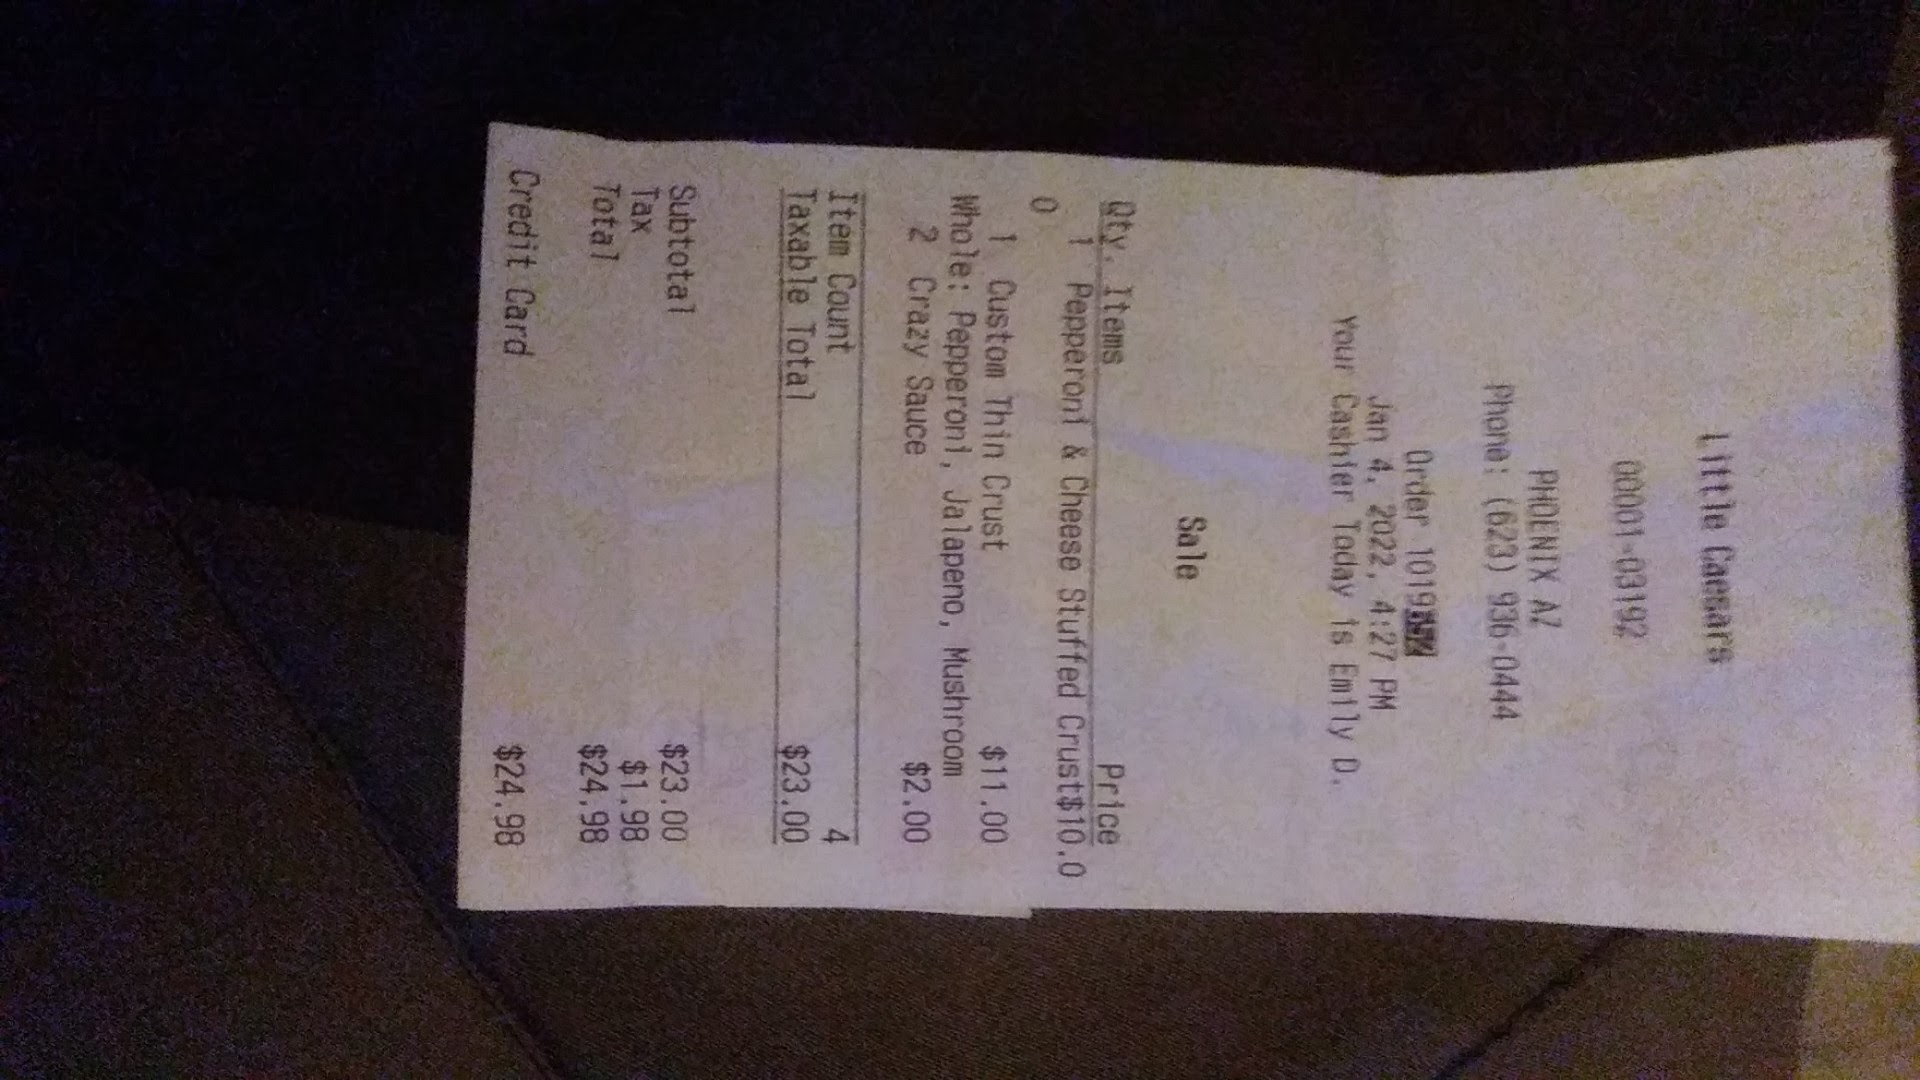 Little Caesars
00001-03192
PHOENIX AZ
Phone: (623) 936-0444
Order 1019357
Jan 4, 2022, 4:27 PM
Your Cashier Today is Emily D.
Sale
Qty. Items Price
1 Pepperoni & Cheese Stuffed Crust$10.0
0
1 Custom Thin Crust $11.00
Whole: Pepperoni, Jalapeno, Mushroom
2 Crazy Sauce $2.00
Item Count 4
Taxable Total $23.00
Subtotal $23.00
Tax $1.98
Total $24.98
Credit Card $24.98